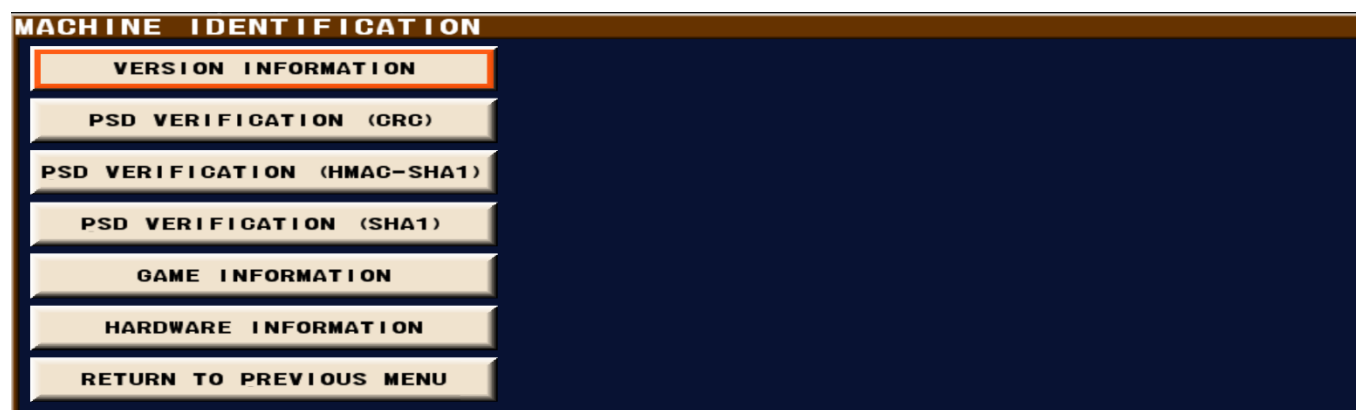 MACHINE IDENTIFICATION
VERSION INFORMATION
PSD VERIFICATION (CRC)
PSD VERIFICATION (HMAC-SHA1)
PSD VERIFICATION (SHA1)
GAME INFORMATION
HARDWARE INFORMATION
RETURN TO PREVIOUS MENU